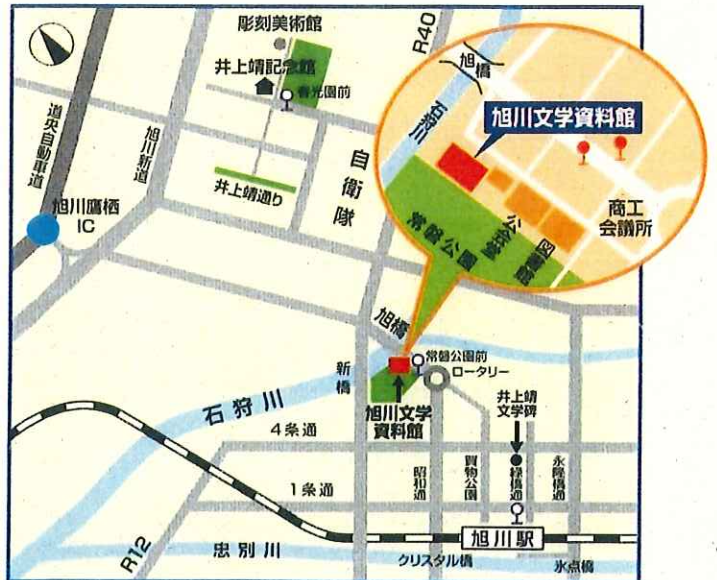 彫刻美術館
井上靖記念館
春光園前
R40
旭橋
石狩川
旭川文学資料館
道央自動車道
旭川新道
自衛隊
井上靖通り
旭川鷹栖
IC
常磐公園
公会堂
図書館
商工
会議所
旭橋
新橋
常磐公園前
ロータリー
石狩川
旭川文学
資料館
井上靖
文学碑
4条通
1条通
昭和通
買物公園
緑橋通
永隆橋通
旭川駅
R12
忠別川
クリスタル橋
氷点橋